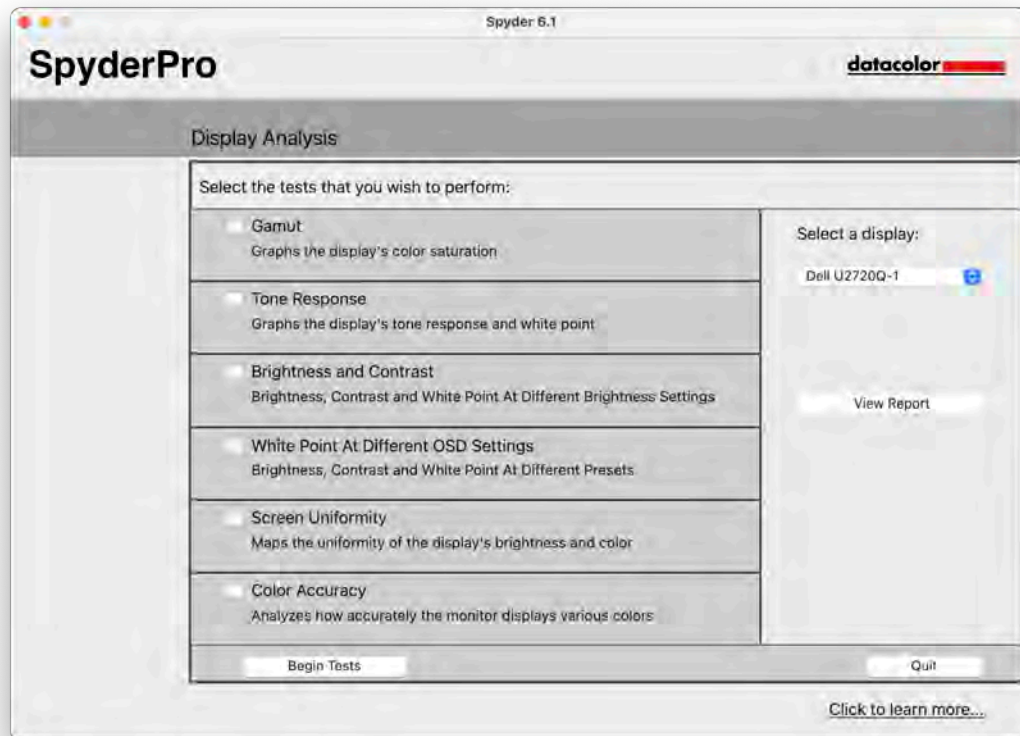 Spyder 6.1
SpyderPro
datacolor
Display Analysis
Select the tests that you wish to perform:
Gamut
Graphs the display's color saturation
Tone Response
Graphs the display's tone response and white point
Brightness and Contrast
Brightness, Contrast and White Point At Different Brightness Settings
White Point At Different OSD Settings
Brightness, Contrast and White Point At Different Presets
Screen Uniformity
Maps the uniformity of the display's brightness and color
Color Accuracy
Analyzes how accurately the monitor displays various colors
Select a display:
Dell U2720Q-1
View Report
Begin Tests
Quit
Click to learn more...